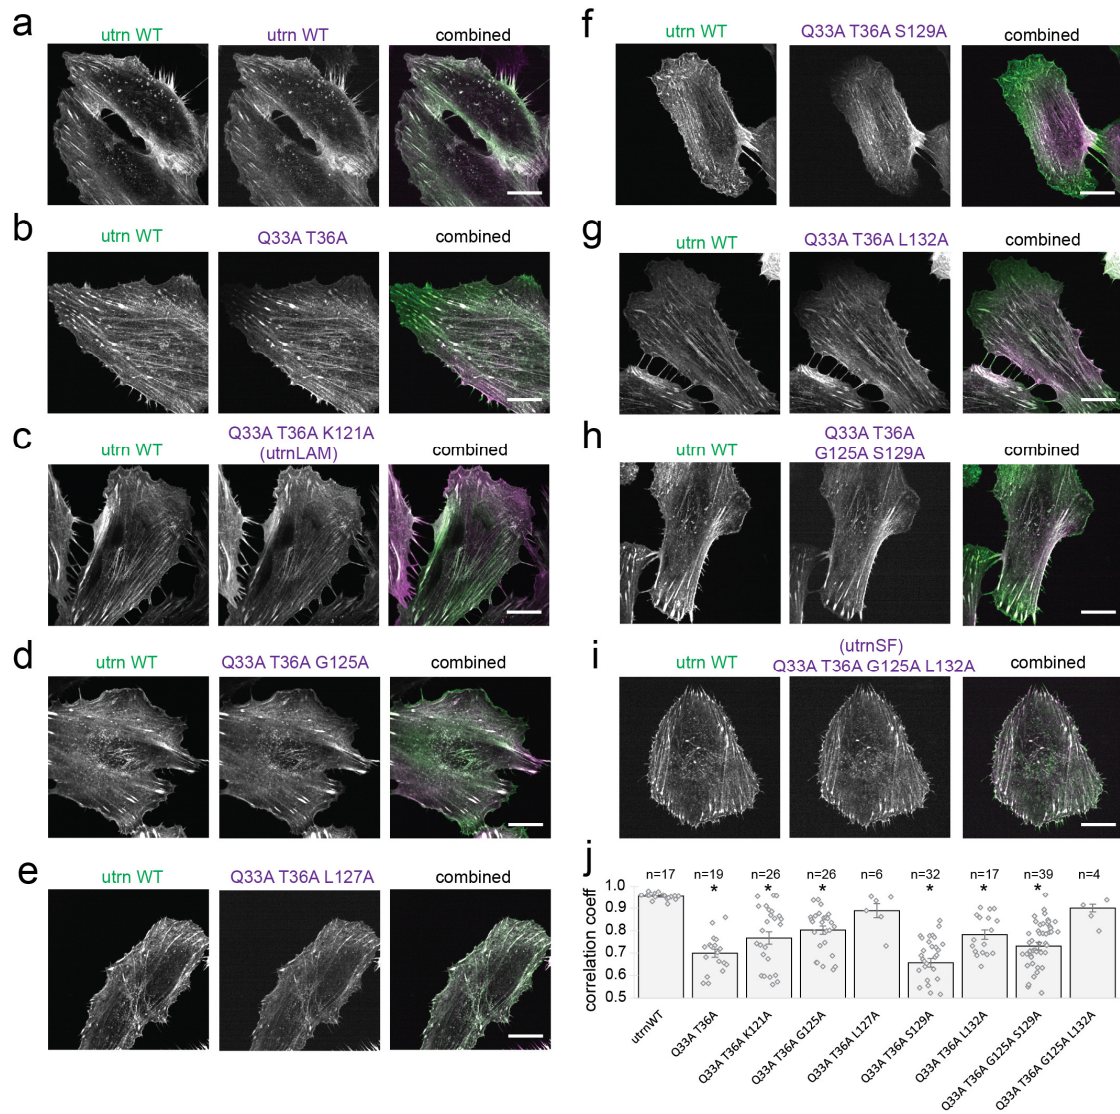 a
utrn WT
utrn WT
combined
b
utrn WT
Q33A T36A
combined
c
utrn WT
Q33A T36A K121A
(utrnLAM)
combined
d
utrn WT
Q33A T36A G125A
combined
e
utrn WT
Q33A T36A L127A
combined
f
utrn WT
Q33A T36A S129A
combined
g
utrn WT
Q33A T36A L132A
combined
h
utrn WT
Q33A T36A
G125A S129A
combined
i
utrn WT
(utrnSF)
Q33A T36A G125A L132A
combined
j
n=17
n=19
n=26
n=26
n=6
n=32
n=17
n=39
n=4
*
*
*
*
*
*
correlation coeff
1.0
0.9
0.8
0.7
0.6
0.5
utrnWT
Q33A T36A
Q33A T36A K121A
Q33A T36A G125A
Q33A T36A L127A
Q33A T36A S129A
Q33A T36A L132A
Q33A T36A G125A S129A
Q33A T36A G125A L132A